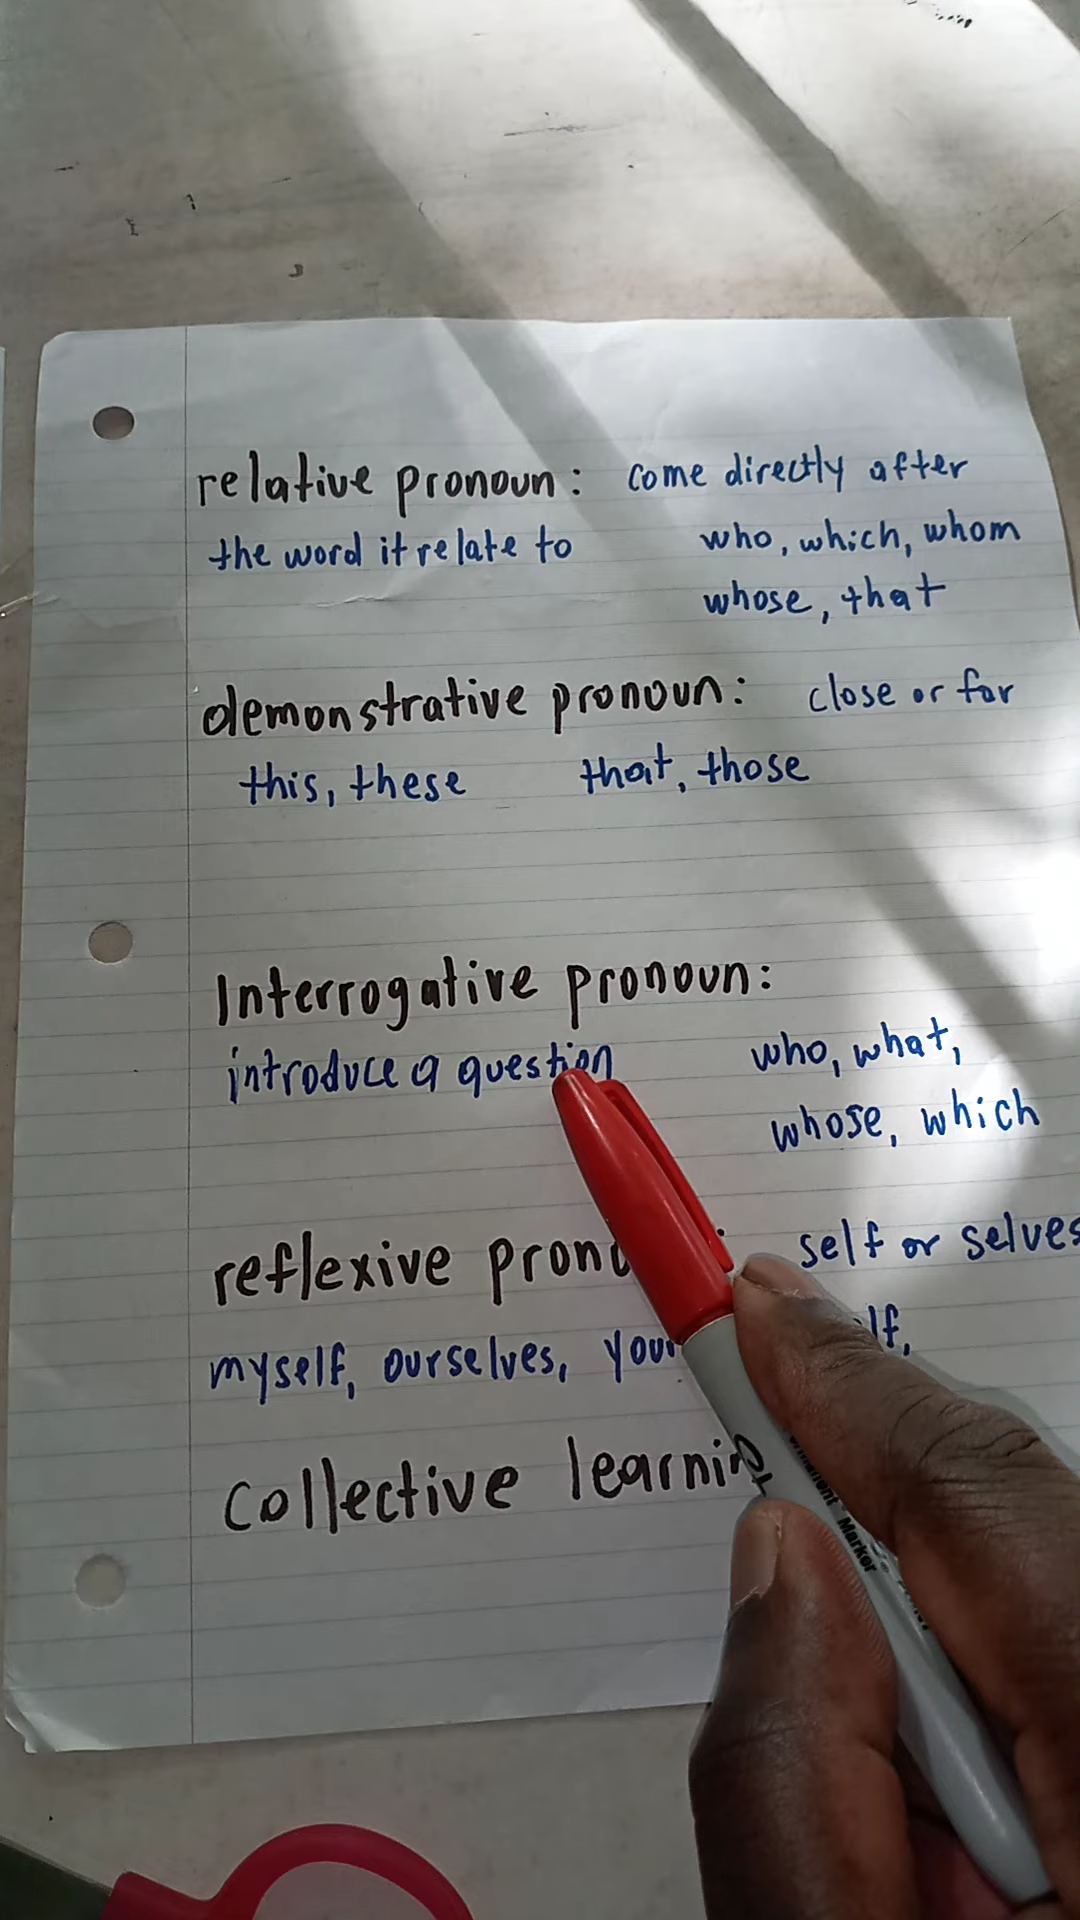 relative pronoun: come directly after
the word it relate to who, which, whom
whose, that
demonstrative pronoun: close or far
this, these that, those
Interrogative pronoun:
introduce a question who, what,
whose, which
reflexive self or selves
myself, ourselves,
Collective
Marker